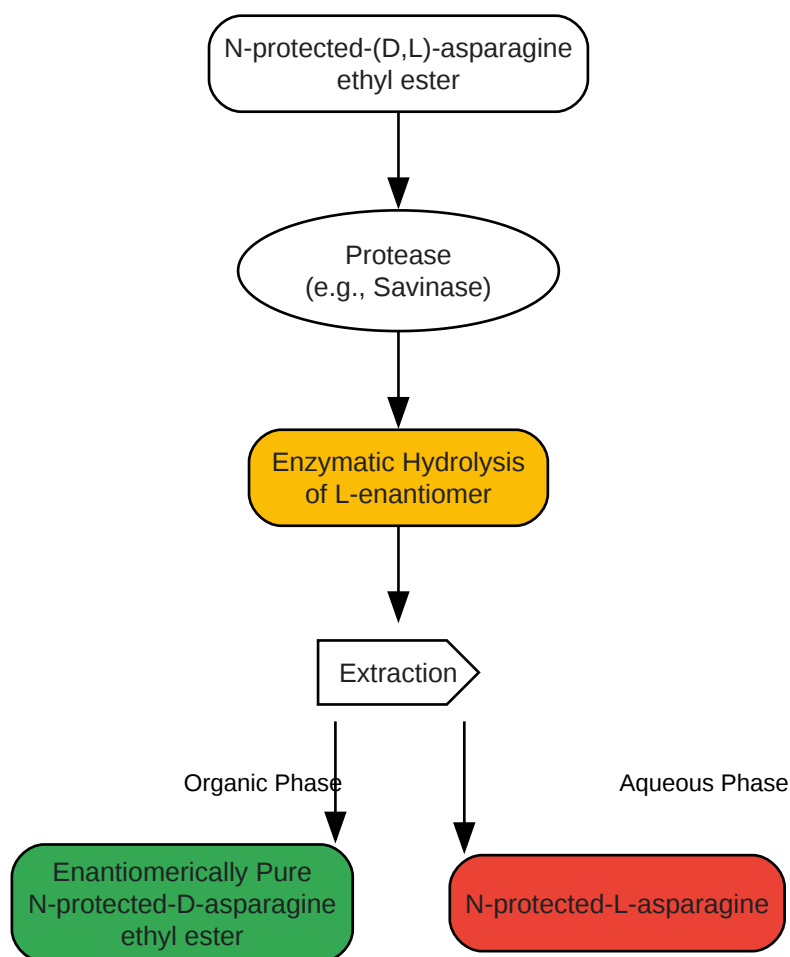 N-protected-(D,L)-asparagine
ethyl ester
Protease
(e.g., Savinase)
Enzymatic Hydrolysis
of L-enantiomer
Extraction
Organic Phase
Aqueous Phase
Enantiomerically Pure
N-protected-D-asparagine
ethyl ester
N-protected-L-asparagine